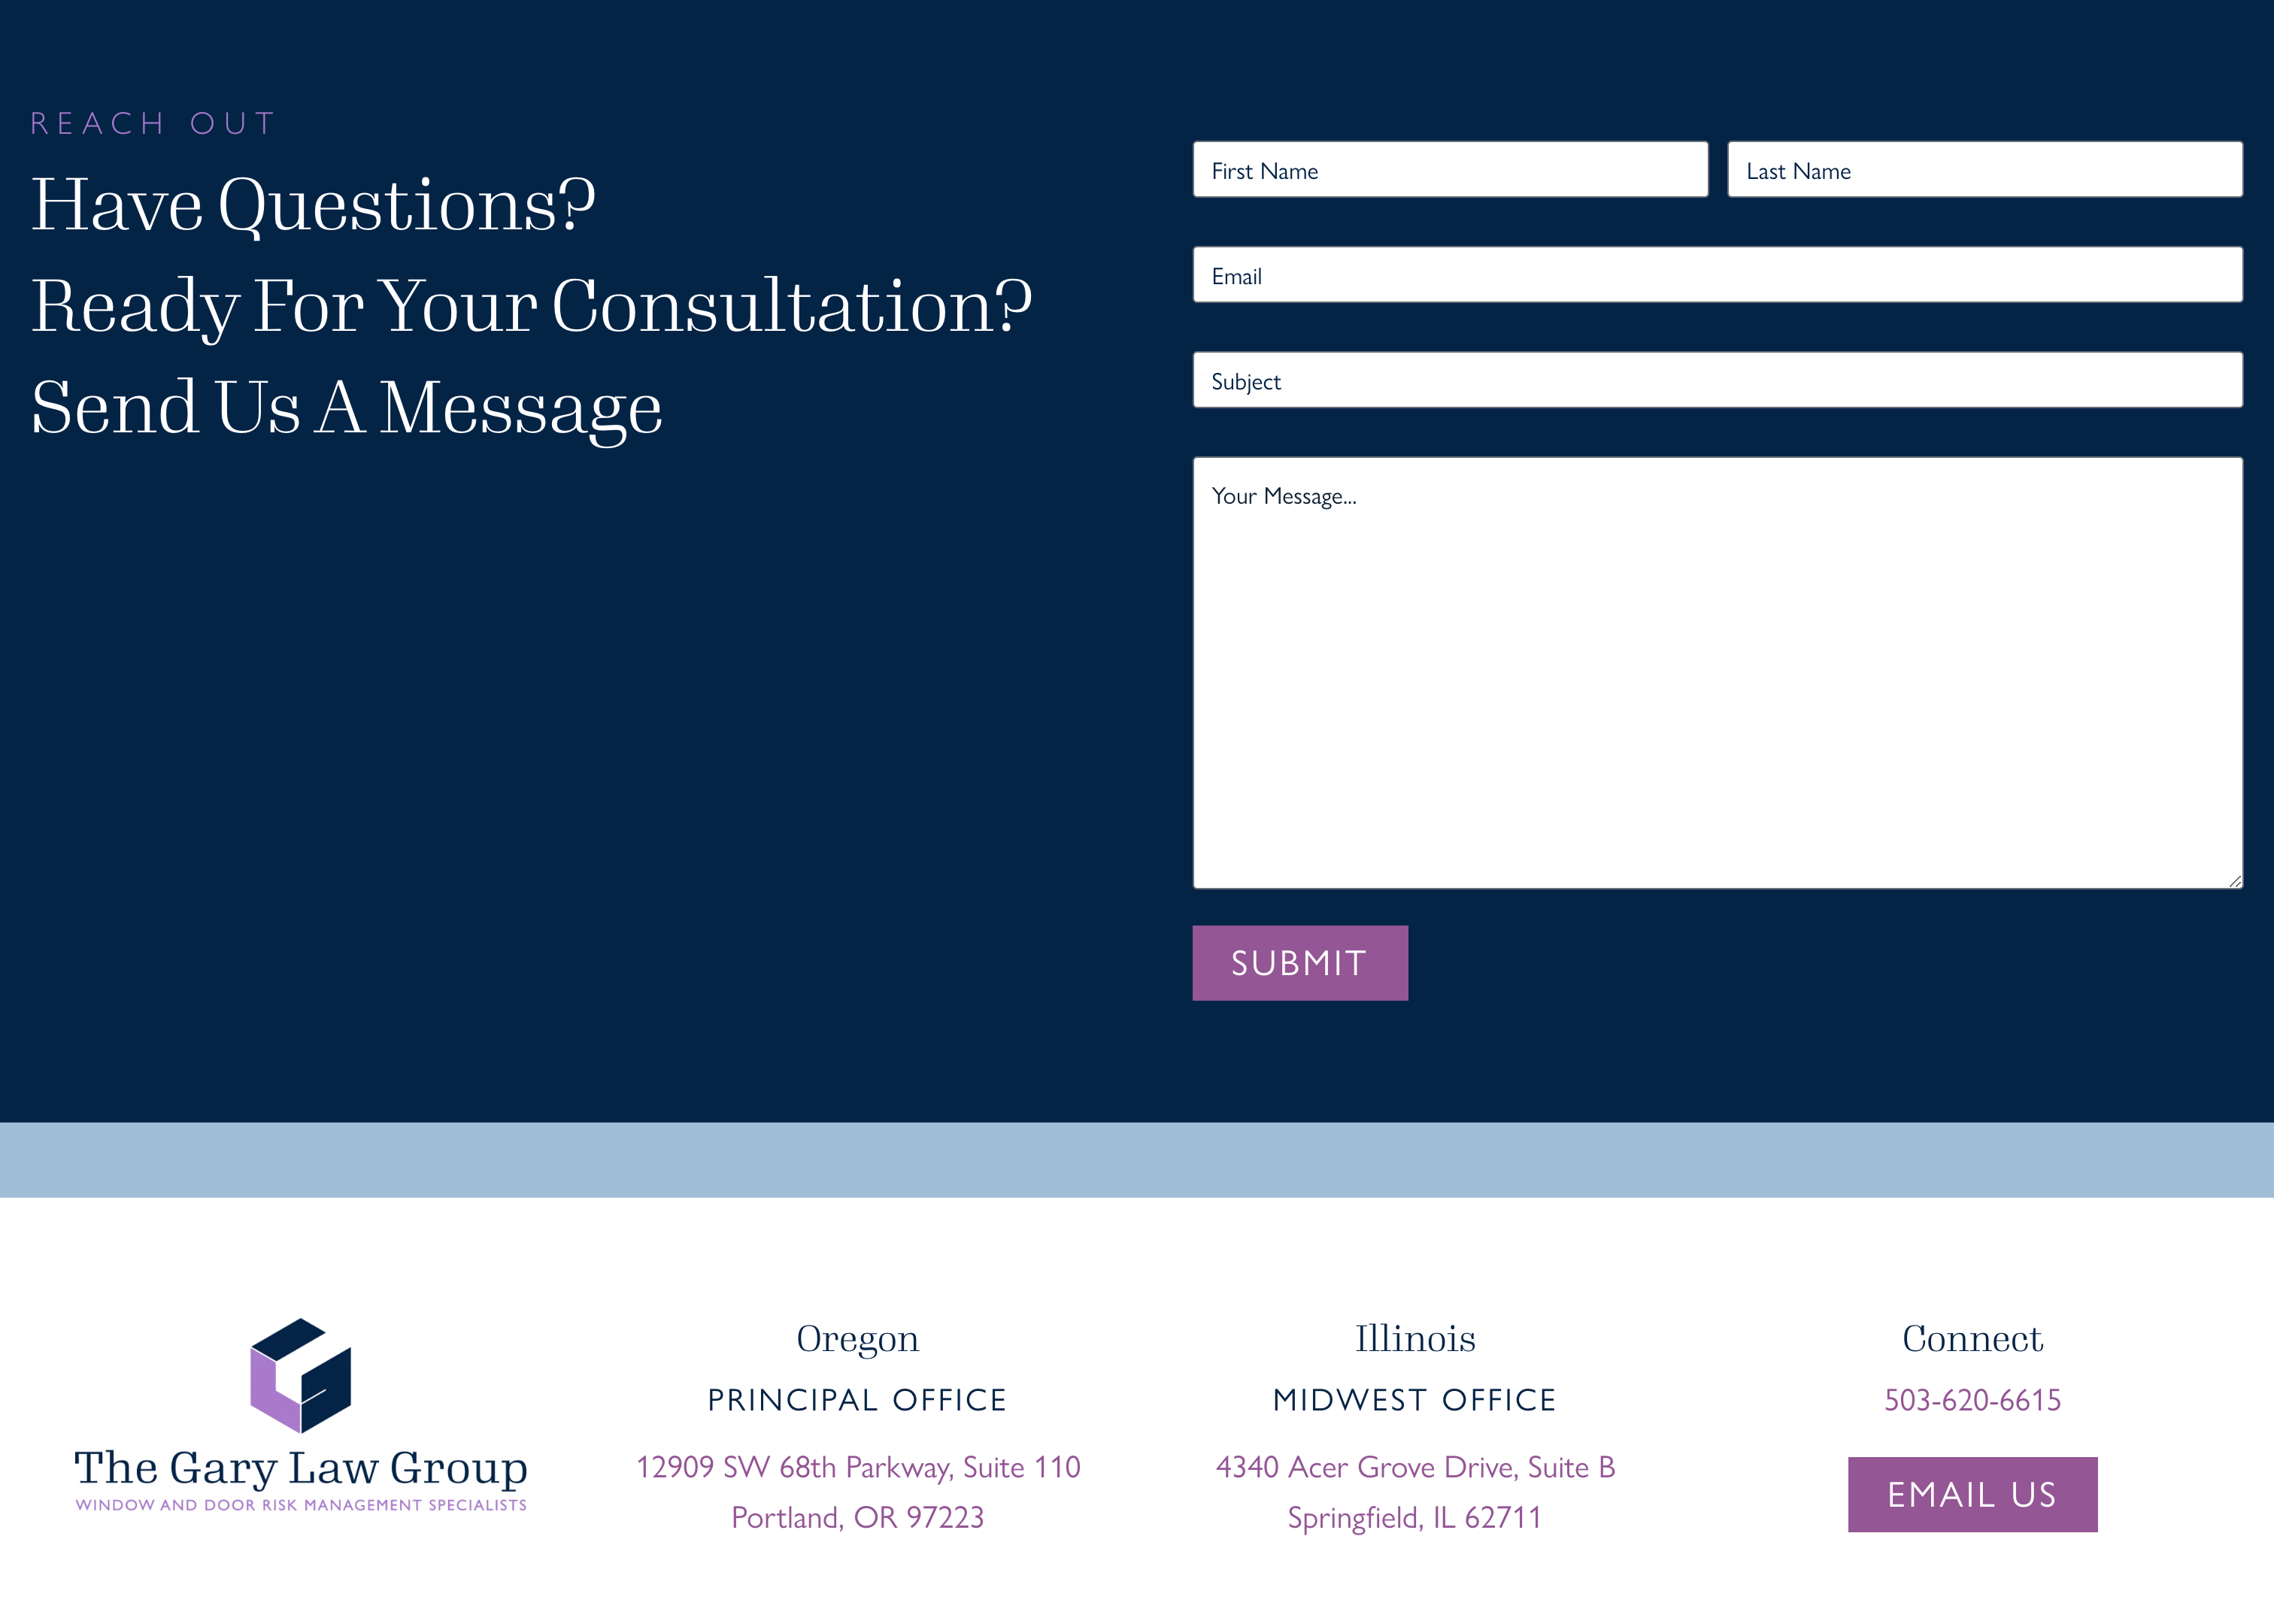 REACH OUT
Have Questions?
Ready For Your Consultation?
Send Us A Message
First Name
Last Name
Email
Subject
Your Message...
SUBMIT
The Gary Law Group
WINDOW AND DOOR RISK MANAGEMENT SPECIALISTS
Oregon
PRINCIPAL OFFICE
12909 SW 68th Parkway, Suite 110
Portland, OR 97223
Illinois
MIDWEST OFFICE
4340 Acer Grove Drive, Suite B
Springfield, IL 62711
Connect
503-620-6615
EMAIL US